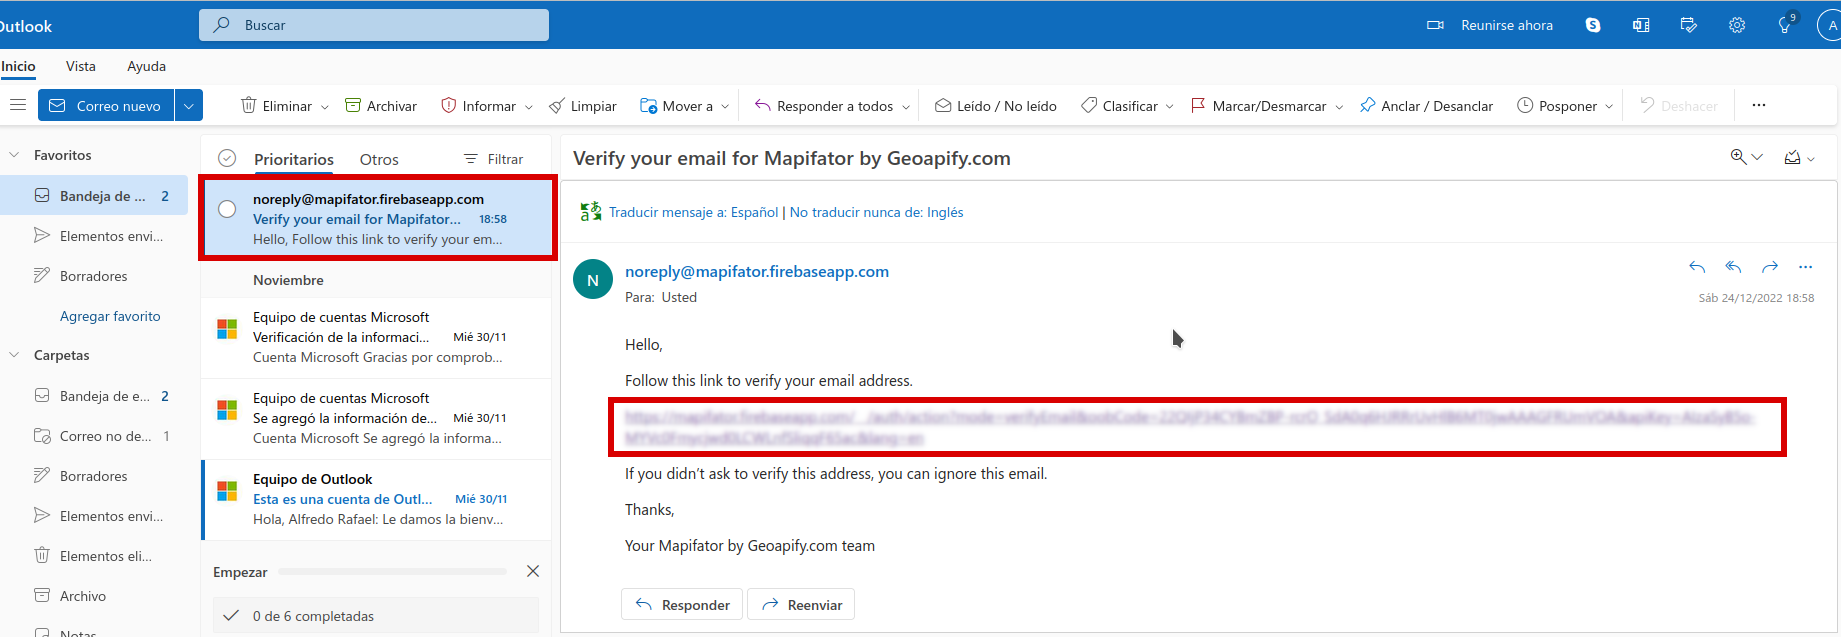 Outlook
Buscar
Reunirse ahora
9
A
Inicio
Vista
Ayuda
Correo nuevo
Eliminar
Archivar
Informar
Limpiar
Mover a
Responder a todos
Leído / No leído
Clasificar
Marcar/Desmarcar
Anclar / Desanclar
Posponer
Deshacer
Favoritos
Bandeja de ... 2
Elementos envi...
Borradores
Agregar favorito
Carpetas
Bandeja de e... 2
Correo no de... 1
Borradores
Elementos envi...
Elementos eli...
Archivo
Notas
Prioritarios
Otros
Filtrar
noreply@mapifator.firebaseapp.com
Verify your email for Mapifator... 18:58
Hello, Follow this link to verify your em...
Noviembre
Equipo de cuentas Microsoft
Verificación de la informaci... Mié 30/11
Cuenta Microsoft Gracias por comprob...
Equipo de cuentas Microsoft
Se agregó la información de... Mié 30/11
Cuenta Microsoft Se agregó la informa...
Equipo de Outlook
Esta es una cuenta de Outl... Mié 30/11
Hola, Alfredo Rafael: Le damos la bienv...
Empezar
0 de 6 completadas
Verify your email for Mapifator by Geoapify.com
Traducir mensaje a: Español | No traducir nunca de: Inglés
N
noreply@mapifator.firebaseapp.com
Para: Usted
Sáb 24/12/2022 18:58
Hello,
Follow this link to verify your email address.
If you didn't ask to verify this address, you can ignore this email.
Thanks,
Your Mapifator by Geoapify.com team
Responder
Reenviar